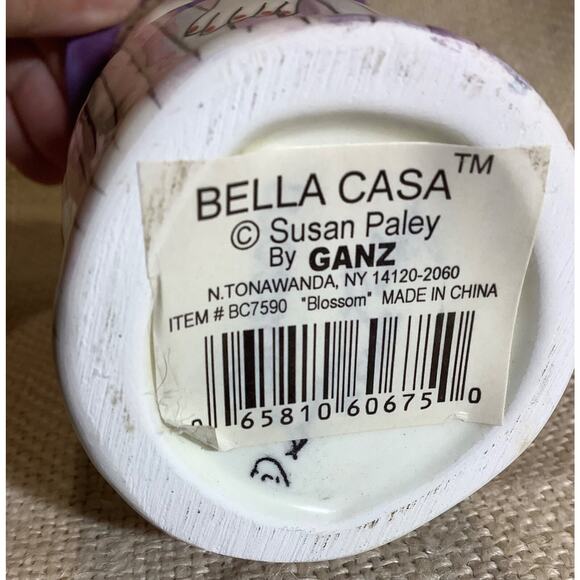 BELLA CASA™
© Susan Paley
By GANZ
N.TONAWANDA, NY 14120-2060
ITEM # BC7590 "Blossom" MADE IN CHINA
0 65810 60675 0